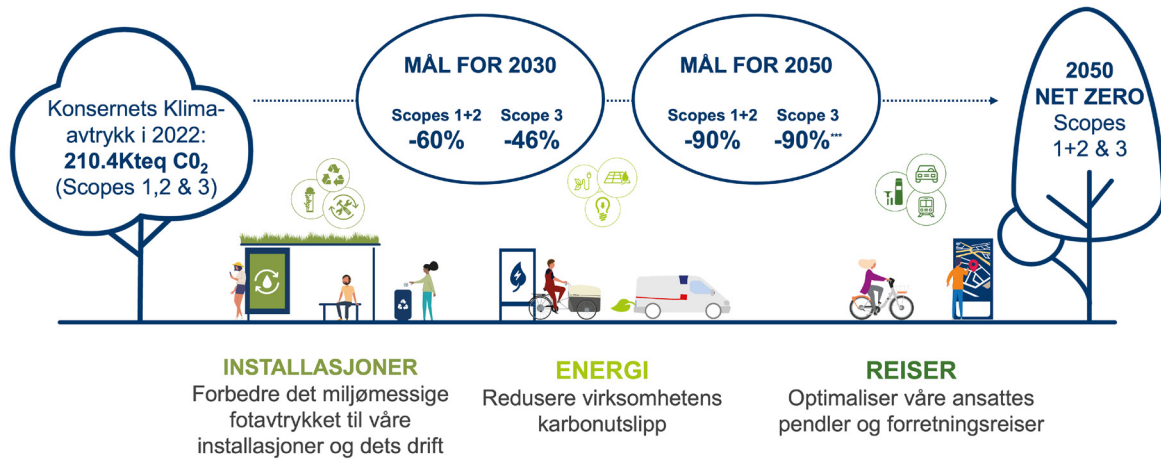 Konsernets Klima-
avtrykk i 2022:
210.4Kteq C0₂
(Scopes 1,2 & 3)
MÅL FOR 2030
Scopes 1+2 Scope 3
-60% -46%
MÅL FOR 2050
Scopes 1+2 Scope 3
-90% -90%***
2050
NET ZERO
Scopes
1+2 & 3
INSTALLASJONER
Forbedre det miljømessige
fotavtrykket til våre
installasjoner og dets drift
ENERGI
Redusere virksomhetens
karbonutslipp
REISER
Optimaliser våre ansattes
pendler og forretningsreiser